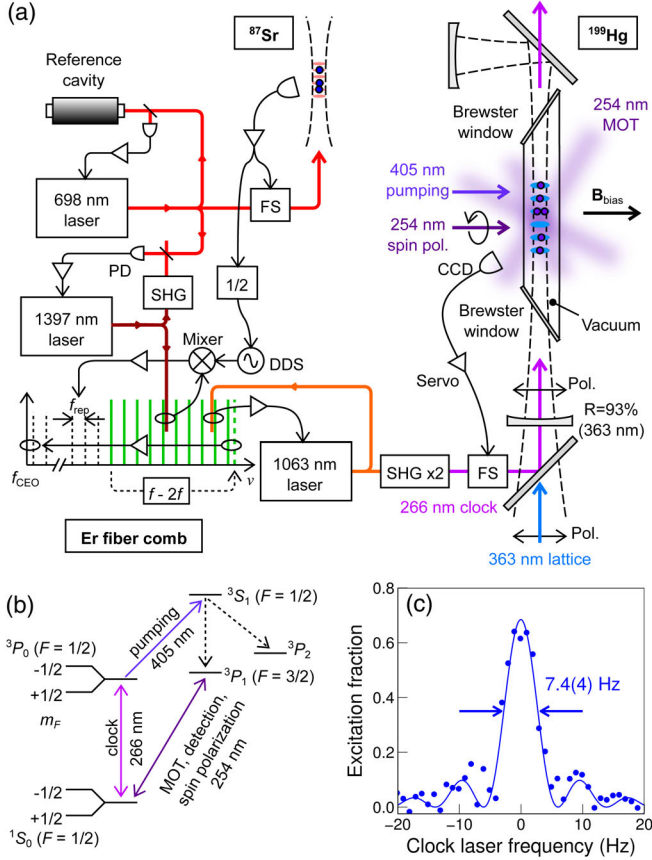 (a)
⁸⁷Sr
¹⁹⁹Hg
Reference
cavity
Brewster
window
254 nm
MOT
405 nm
pumping
698 nm
laser
FS
B_bias
254 nm
spin pol.
PD
CCD
SHG
1/2
1397 nm
laser
Mixer
DDS
Brewster
window
Vacuum
Servo
Pol.
f_rep
R=93%
(363 nm)
f_CEO
ν
f - 2f
1063 nm
laser
SHG x2
FS
266 nm clock
Pol.
Er fiber comb
363 nm lattice
(b)
³S₁ (F = 1/2)
³P₀ (F = 1/2)
pumping
405 nm
³P₂
-1/2
+1/2
³P₁ (F = 3/2)
m_F
clock
266 nm
MOT, detection,
spin polarization
254 nm
-1/2
+1/2
¹S₀ (F = 1/2)
(c)
0.8
0.6
0.4
0.2
0.0
Excitation fraction
7.4(4) Hz
-20 -10 0 10 20
Clock laser frequency (Hz)